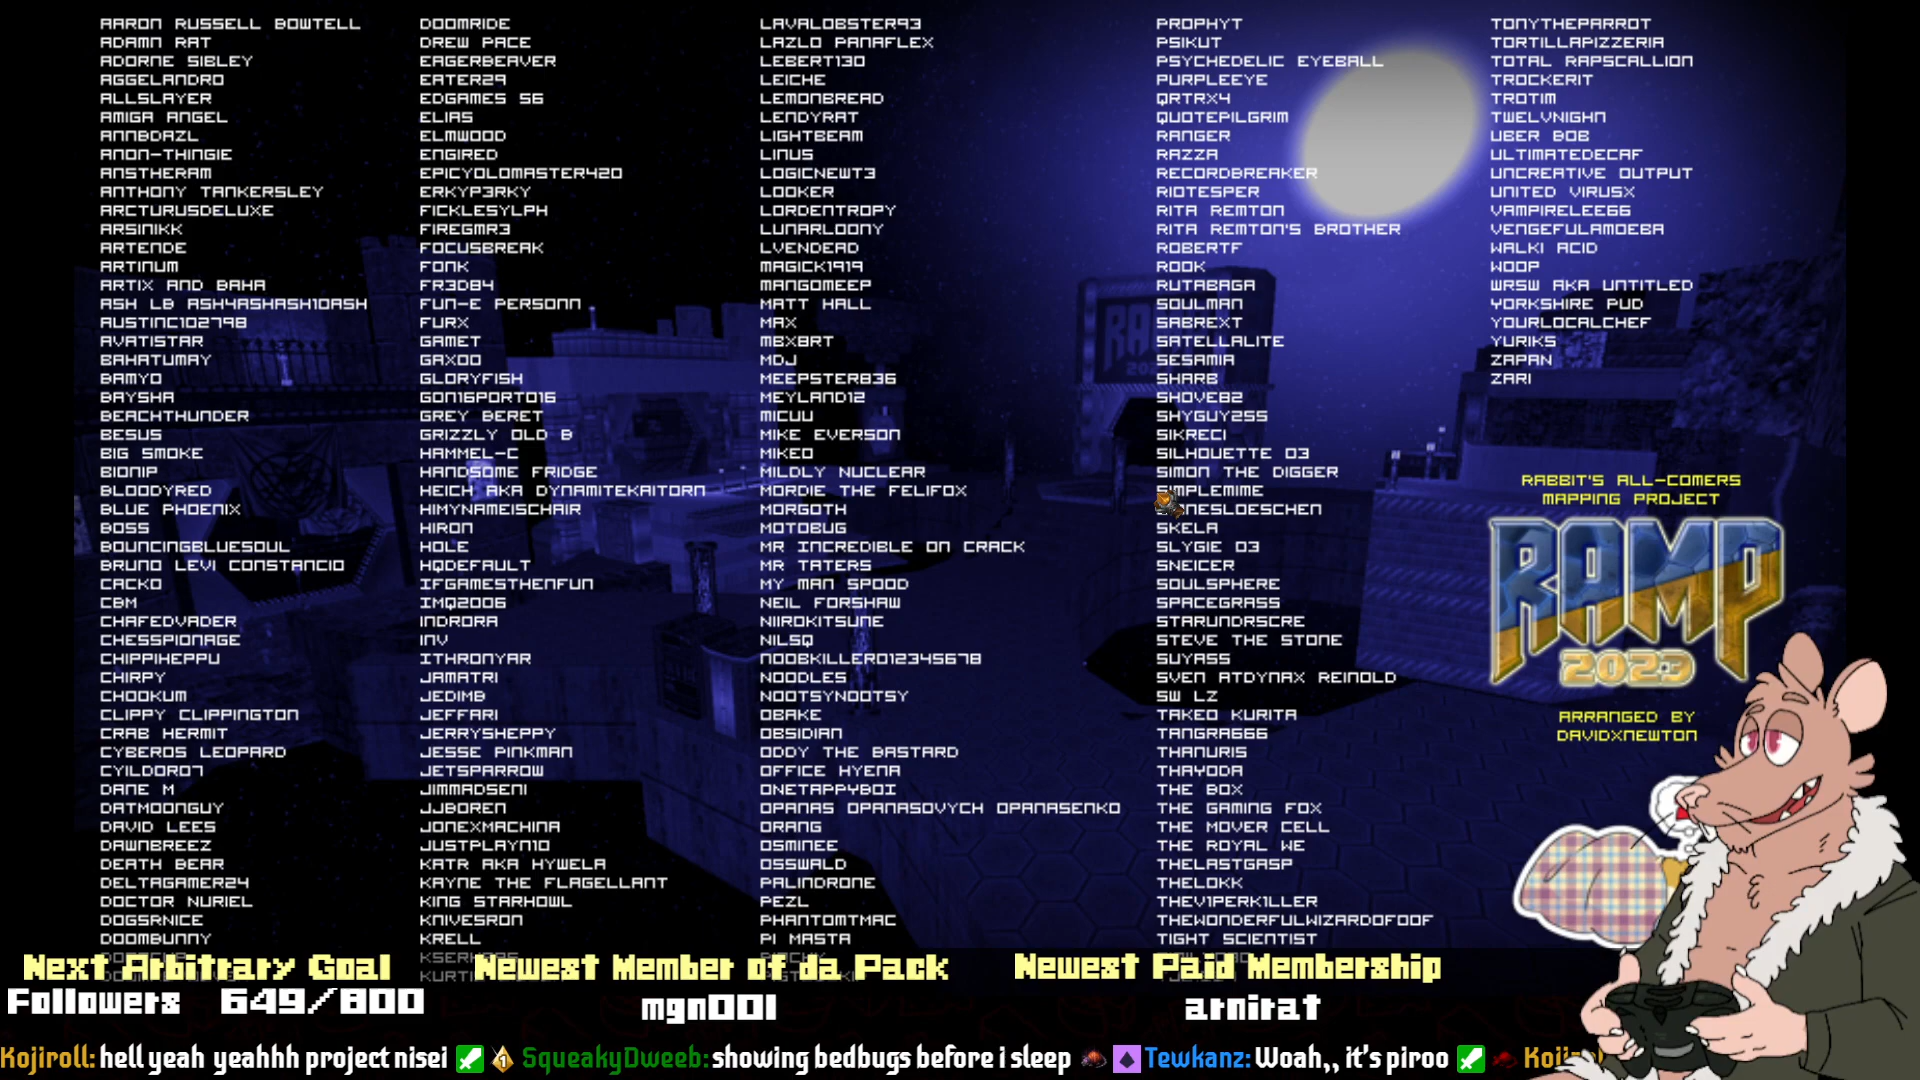 AARON RUSSELL BOWTELL
ADAMN RAT
ADORNE SIBLEY
AGGELANDRO
ALLSLAYER
AMIGA ANGEL
ANNBDAZL
ANON-THINGIE
ANSTHERAM
ANTHONY TANKERSLEY
ARCTURUSDELUXE
ARSINIKK
ARTENDE
ARTINUM
ARTIX AND BAHA
ASH LB ASH4ASHASH10ASH
AUSTINC102798
AVATISTAR
BAHATUMAY
BAMYO
BAYSHA
BEACHTHUNDER
BESUS
BIG SMOKE
BIONIP
BLOODYRED
BLUE PHOENIX
BOSS
BOUNCINGBLUESOUL
BRUNO LEVI CONSTANCIO
CACKO
CBM
CHAFEDVADER
CHESSPIONAGE
CHIPPIHEPPU
CHIRPY
CHOOKUM
CLIPPY CLIPPINGTON
CRAB HERMIT
CYBEROS LEOPARD
CYILDOR07
DANE M
DATMOONGUY
DAVID LEES
DAWNBREEZ
DEATH BEAR
DELTAGAMER24
DOCTOR NURIEL
DOGSRNICE
DOOMBUNNY
DOOMRIDE
DREW PACE
EAGERBEAVER
EATER29
EDGAMES S6
ELIAS
ELMWOOD
ENGIRED
EPICYOLOMASTER420
ERKYP3RKY
FICKLESYLPH
FIREGMR3
FOCUSBREAK
FONK
FR3D84
FUN-E PERSONN
FURX
GAMET
GAXOO
GLORYFISH
GON16PORTO16
GREY BERET
GRIZZLY OLD B
HAMMEL-C
HANDSOME FRIDGE
HEICH AKA DYNAMITEKAITORN
HIMYNAMEISCHAIR
HIRON
HOLE
HQDEFAULT
IFGAMESTHENFUN
IMQ2006
INDRORA
INV
ITHRONYAR
JAMATRI
JEDIMB
JEFFARI
JERRYSHEPPY
JESSE PINKMAN
JETSPARROW
JIMMADSENI
JJBOREN
JONEXMACHINA
JUSTPLAYN10
KATR AKA HYWELA
KAYNE THE FLAGELLANT
KING STARHOWL
KNIVESRON
KRELL
LAVALOBSTER93
LAZLO PANAFLEX
LEBERT130
LEICHE
LEMONBREAD
LENDYRAT
LIGHTBEAM
LINUS
LOGICNEWT3
LOOKER
LORDENTROPY
LUNARLOONY
LVENDEAD
MAGICK1919
MANGOMEEP
MATT HALL
MAX
MBXBRT
MDJ
MEEPSTER836
MEYLAND12
MICUU
MIKE EVERSON
MIKEO
MILDLY NUCLEAR
MORDIE THE FELIFOX
MORGOTH
MOTOBUG
MR INCREDIBLE ON CRACK
MR TATERS
MY MAN SPOOD
NEIL FORSHAW
NIIROKITSUNE
NILSQ
NOOBKILLER012345678
NOODLES
NOOTSYNOOTSY
OBAKE
OBSIDIAN
ODDY THE BASTARD
OFFICE HYENA
ONETAPPYBOI
OPANAS OPANASOVYCH OPANASENKO
ORANG
OSMINEE
OSSWALD
PALINDRONE
PEZL
PHANTOMTMAC
PI MASTA
PROPHYT
PSIKUT
PSYCHEDELIC EYEBALL
PURPLEEYE
QRTRX4
QUOTEPILGRIM
RANGER
RAZZA
RECORDBREAKER
RIOTESPER
RITA REMTON
RITA REMTON'S BROTHER
ROBERTF
ROOK
RUTABAGA
SOULMAN
SABREXT
SATELLALITE
SESAMIA
SHARB
SHOVE82
SHYGUY255
SIKRECI
SILHOUETTE 03
SIMON THE DIGGER
SIMPLEMIME
SKELA
SLYGIE 03
SNEICER
SOULSPHERE
SPACEGRASS
STARUNDRSCRE
STEVE THE STONE
SUYASS
SVEN ATDYNAX REINOLD
SW LZ
TAKEO KURITA
TANGRA666
THANURIS
THAYODA
THE BOX
THE GAMING FOX
THE MOVER CELL
THE ROYAL WE
THELASTGASP
THELOKK
THEV1PERK1LLER
THEWONDERFULWIZARDOFOOF
TIGHT SCIENTIST
TONYTHEPARROT
TORTILLAPIZZERIA
TOTAL RAPSCALLION
TROCKERIT
TROTIM
TWELVNIGHN
UBER BOB
ULTIMATEDECAF
UNCREATIVE OUTPUT
UNITED VIRUSX
VAMPIRELEE66
VENGEFULAMOEBA
WALKI ACID
WOOP
WRSW AKA UNTITLED
YORKSHIRE PUD
YOURLOCALCHEF
YURIKS
ZAPAN
ZARI
RABBIT'S ALL-COMERS
MAPPING PROJECT
RAMP
2023
ARRANGED BY
DAVIDXNEWTON
Next Arbitrary Goal
Followers 649/800
Newest Member of da Pack
mgn001
Newest Paid Membership
arnirat
Kojiroll: hell yeah yeahhh project nisei SqueakyDweeb: showing bedbugs before i sleep Tewkanz: Woah,, it's piroo